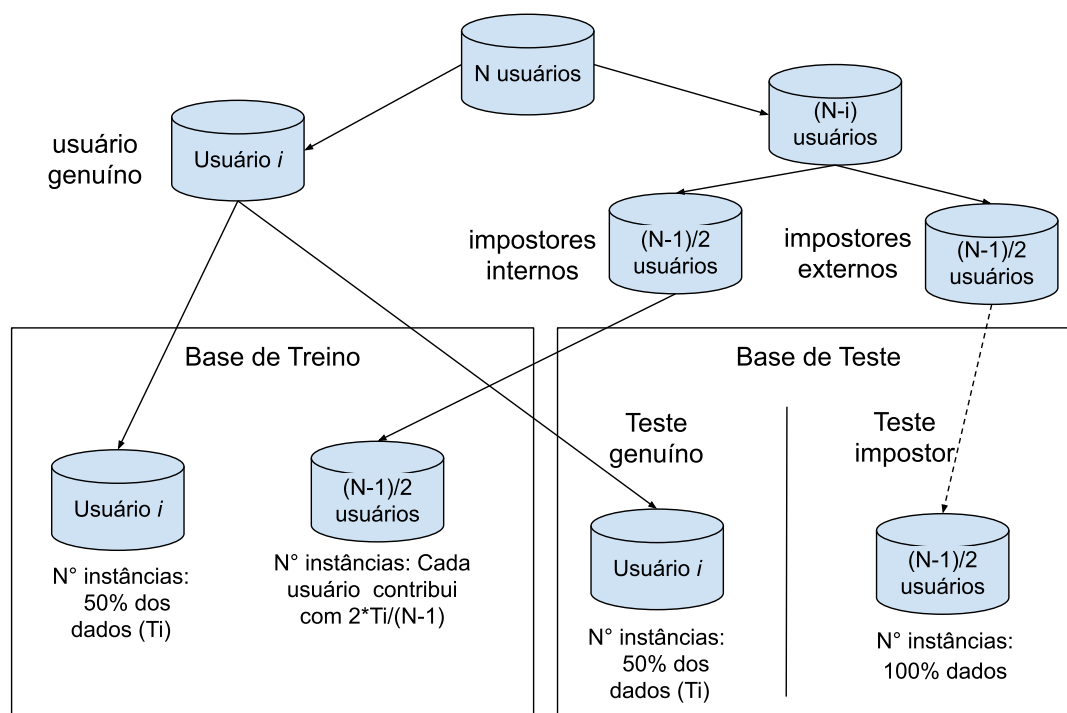 N usuários
(N-i)
usuários
usuário
genuíno
Usuário i
impostores
internos
(N-1)/2
usuários
impostores
externos
(N-1)/2
usuários
Base de Treino
Usuário i
N° instâncias:
50% dos
dados (Ti)
(N-1)/2
usuários
N° instâncias: Cada
usuário contribui
com 2*Ti/(N-1)
Base de Teste
Teste
genuíno
Usuário i
N° instâncias:
50% dos
dados (Ti)
Teste
impostor
(N-1)/2
usuários
N° instâncias:
100% dados